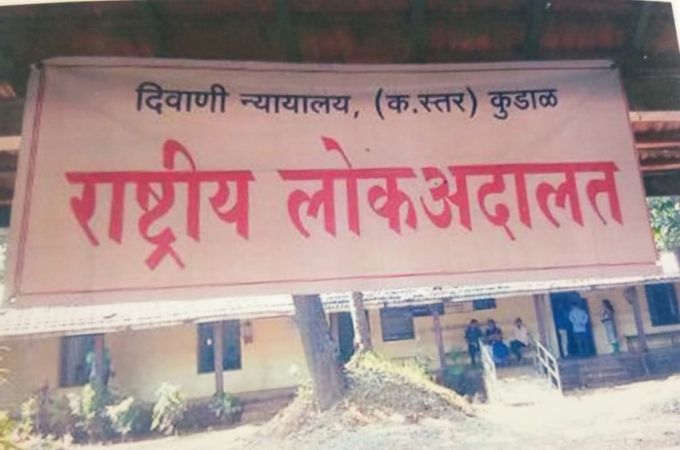 दिवाणी न्यायालय, (क.स्तर) कुडाळ
राष्ट्रीय लोकअदालत